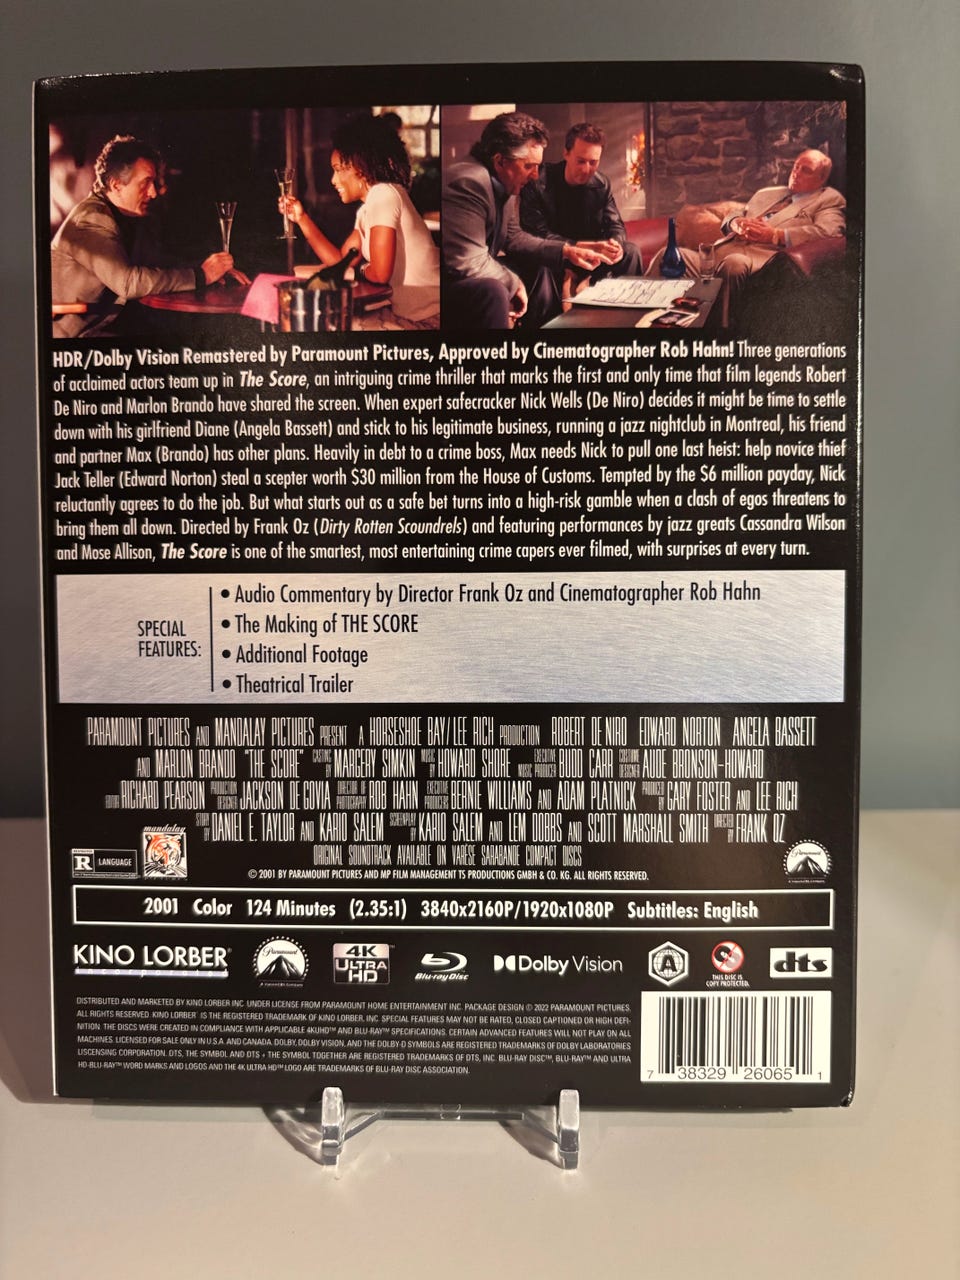 HDR/Dolby Vision Remastered by Paramount Pictures, Approved by Cinematographer Rob Hahn! Three generations
of acclaimed actors team up in The Score, an intriguing crime thriller that marks the first and only time that film legends Robert
De Niro and Marlon Brando have shared the screen. When expert safecracker Nick Wells (De Niro) decides it might be time to settle
down with his girlfriend Diane (Angela Bassett) and stick to his legitimate business, running a jazz nightclub in Montreal, his friend
and partner Max (Brando) has other plans. Heavily in debt to a crime boss, Max needs Nick to pull one last heist: help novice thief
Jack Teller (Edward Norton) steal a scepter worth $30 million from the House of Customs. Tempted by the $6 million payday, Nick
reluctantly agrees to do the job. But what starts out as a safe bet turns into a high-risk gamble when a clash of egos threatens to
bring them all down. Directed by Frank Oz (Dirty Rotten Scoundrels) and featuring performances by jazz greats Cassandra Wilson
and Mose Allison, The Score is one of the smartest, most entertaining crime capers ever filmed, with surprises at every turn.
SPECIAL
FEATURES:
• Audio Commentary by Director Frank Oz and Cinematographer Rob Hahn
• The Making of THE SCORE
• Additional Footage
• Theatrical Trailer
PARAMOUNT PICTURES AND MANDALAY PICTURES PRESENT A HORSESHOE BAY/LEE RICH PRODUCTION ROBERT DE NIRO EDWARD NORTON ANGELA BASSETT
AND MARLON BRANDO "THE SCORE" CASTING BY MARGERY SIMKIN MUSIC BY HOWARD SHORE EXECUTIVE MUSIC PRODUCER BUDD CARR COSTUME DESIGNER AUDE BRONSON-HOWARD
EDITOR RICHARD PEARSON PRODUCTION DESIGNER JACKSON DE GOVIA DIRECTOR OF PHOTOGRAPHY ROB HAHN EXECUTIVE PRODUCERS BERNIE WILLIAMS AND ADAM PLATNICK PRODUCED BY GARY FOSTER AND LEE RICH
STORY BY DANIEL E. TAYLOR AND KARIO SALEM SCREENPLAY BY KARIO SALEM AND LEM DOBBS AND SCOTT MARSHALL SMITH DIRECTED BY FRANK OZ
ORIGINAL SOUNDTRACK AVAILABLE ON VARÈSE SARABANDE COMPACT DISCS
© 2001 BY PARAMOUNT PICTURES AND MP FILM MANAGEMENT TS PRODUCTIONS GMBH & CO. KG. ALL RIGHTS RESERVED.
mandalay
R LANGUAGE
Paramount
2001 Color 124 Minutes (2.35:1) 3840x2160P/1920x1080P Subtitles: English
KINO LORBER®
incorporated
Paramount
4K
ULTRA
HD™
Blu-ray Disc
Dolby Vision
A
THIS DISC IS
COPY PROTECTED.
dts
DISTRIBUTED AND MARKETED BY KINO LORBER INC. UNDER LICENSE FROM PARAMOUNT HOME ENTERTAINMENT INC. PACKAGE DESIGN © 2022 PARAMOUNT PICTURES.
ALL RIGHTS RESERVED. KINO LORBER® IS THE REGISTERED TRADEMARK OF KINO LORBER, INC. SPECIAL FEATURES MAY NOT BE RATED, CLOSED CAPTIONED OR HIGH DEFI-
NITION. THE DISCS WERE CREATED IN COMPLIANCE WITH APPLICABLE 4KUHD™ AND BLU-RAY™ SPECIFICATIONS. CERTAIN ADVANCED FEATURES WILL NOT PLAY ON ALL
MACHINES. LICENSED FOR SALE ONLY IN U.S.A. AND CANADA. DOLBY, DOLBY VISION, AND THE DOUBLE-D SYMBOLS ARE REGISTERED TRADEMARKS OF DOLBY LABORATORIES
LISCENSING CORPORATION. DTS, THE SYMBOL AND DTS + THE SYMBOL TOGETHER ARE REGISTERED TRADEMARKS OF DTS, INC. BLU-RAY DISC™, BLU-RAY™ AND ULTRA
HD-BLU-RAY™ WORD MARKS AND LOGOS AND THE 4K ULTRA HD™ LOGO ARE TRADEMARKS OF BLU-RAY DISC ASSOCIATION.
7 38329 26065 1